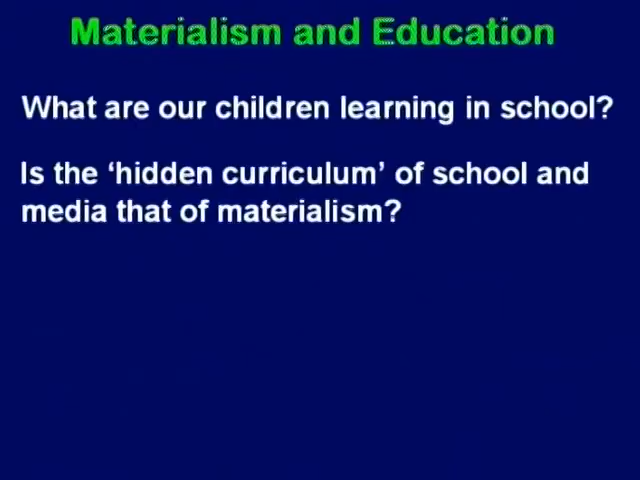 Materialism and Education
What are our children learning in school?
Is the ‘hidden curriculum’ of school and
media that of materialism?